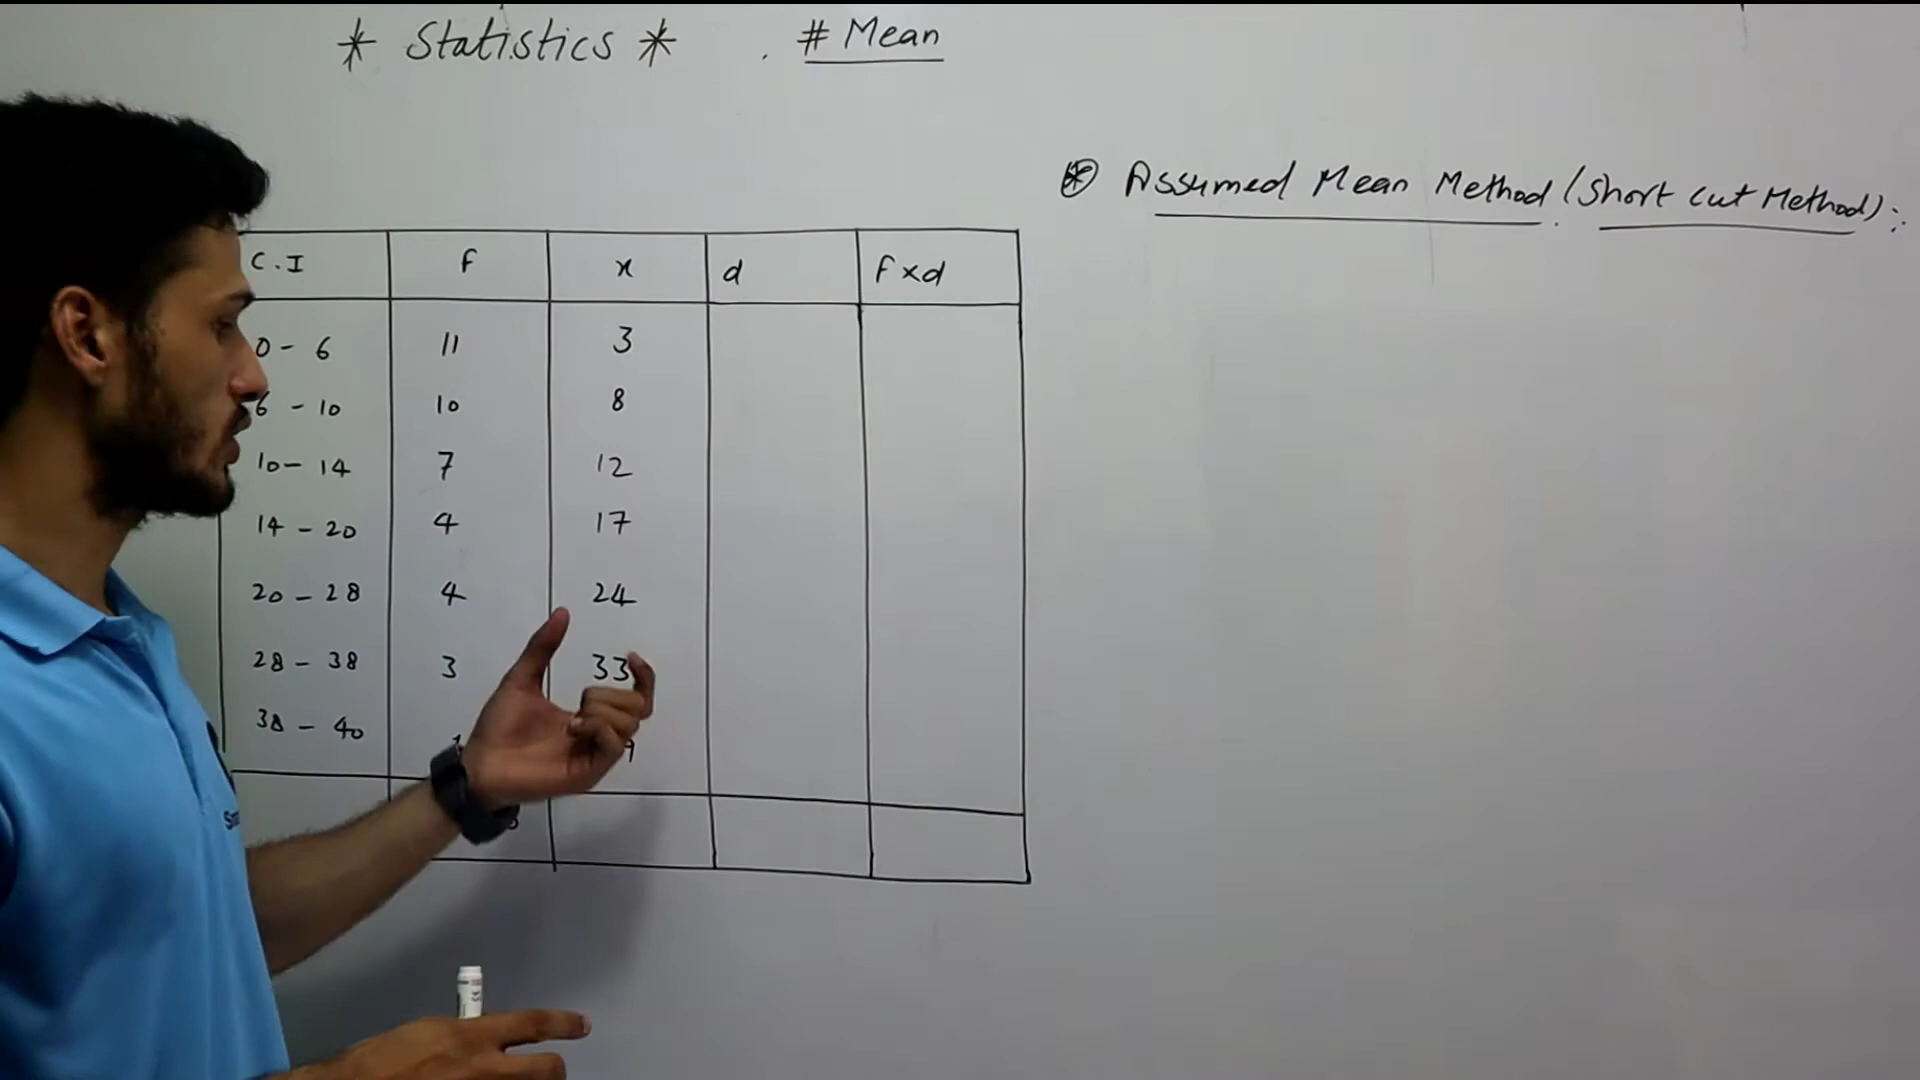 * Statistics * . # Mean
⊛ Assumed Mean Method (Short cut Method) :
C.I f x d f x d
0 - 6 11 3
6 - 10 10 8
10 - 14 7 12
14 - 20 4 17
20 - 28 4 24
28 - 38 3 33
38 - 40